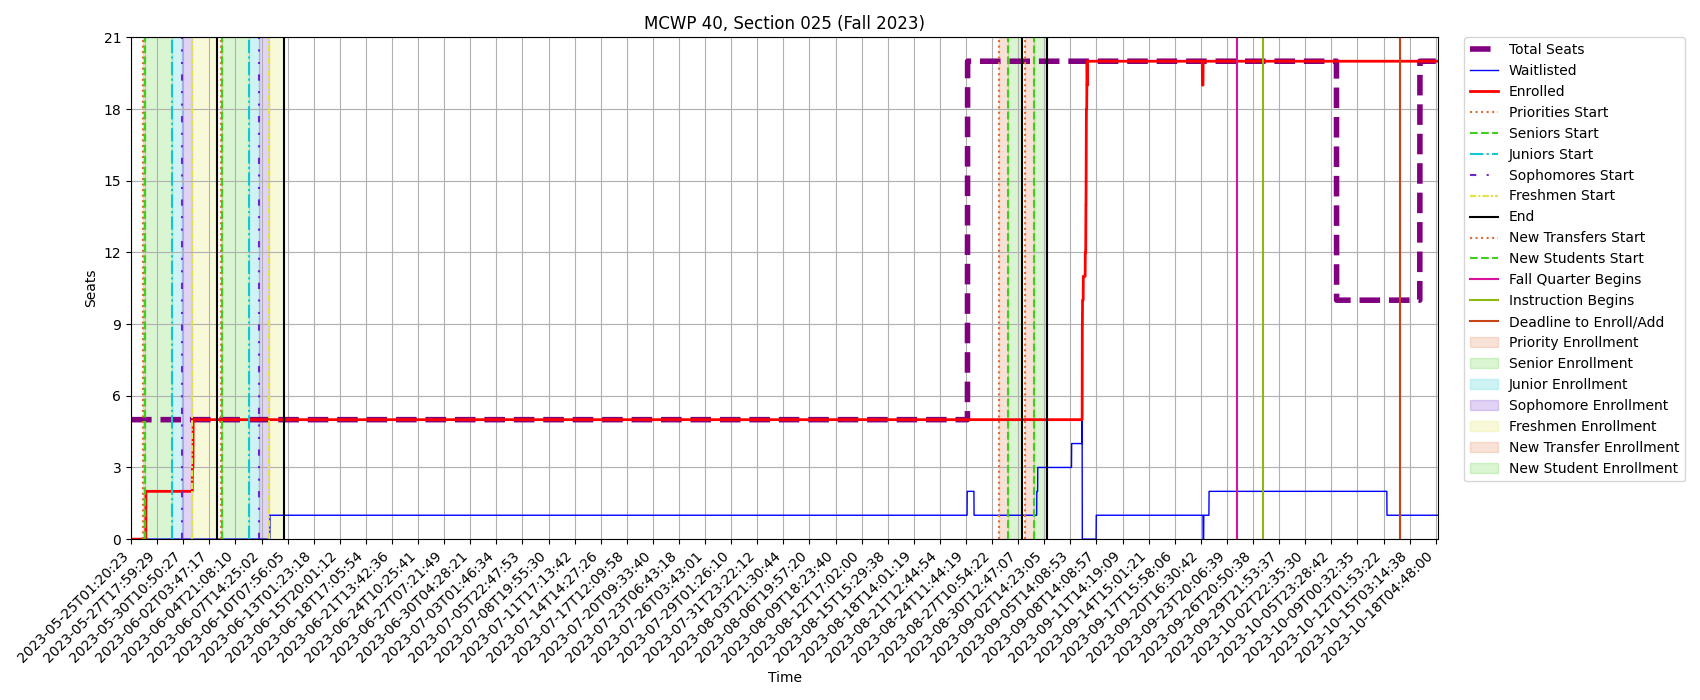 MCWP 40, Section 025 (Fall 2023)
Seats
21
18
15
12
9
6
3
0
2023-05-25T01:20:23
2023-05-27T17:59:29
2023-05-30T10:50:27
2023-06-02T03:47:17
2023-06-04T21:08:10
2023-06-07T14:25:02
2023-06-10T07:56:05
2023-06-13T01:23:18
2023-06-15T20:01:12
2023-06-18T17:05:54
2023-06-21T13:42:36
2023-06-24T10:25:41
2023-06-27T07:21:49
2023-06-30T04:28:21
2023-07-03T01:46:34
2023-07-05T22:47:53
2023-07-08T19:55:30
2023-07-11T17:13:42
2023-07-14T14:27:26
2023-07-17T12:09:58
2023-07-20T09:33:40
2023-07-23T06:43:18
2023-07-26T03:43:01
2023-07-29T01:26:10
2023-07-31T23:22:12
2023-08-03T21:30:44
2023-08-06T19:57:20
2023-08-09T18:23:40
2023-08-12T17:02:00
2023-08-15T15:29:38
2023-08-18T14:01:19
2023-08-21T12:44:54
2023-08-24T11:44:19
2023-08-27T10:54:22
2023-08-30T12:47:07
2023-09-02T14:23:05
2023-09-05T14:08:53
2023-09-08T14:08:57
2023-09-11T14:19:09
2023-09-14T15:01:21
2023-09-17T15:58:06
2023-09-20T16:30:42
2023-09-23T20:06:39
2023-09-26T20:50:38
2023-09-29T21:53:37
2023-10-02T22:35:30
2023-10-05T23:28:42
2023-10-09T00:32:35
2023-10-12T01:53:22
2023-10-15T03:14:38
2023-10-18T04:48:00
Time
Total Seats
Waitlisted
Enrolled
Priorities Start
Seniors Start
Juniors Start
Sophomores Start
Freshmen Start
End
New Transfers Start
New Students Start
Fall Quarter Begins
Instruction Begins
Deadline to Enroll/Add
Priority Enrollment
Senior Enrollment
Junior Enrollment
Sophomore Enrollment
Freshmen Enrollment
New Transfer Enrollment
New Student Enrollment